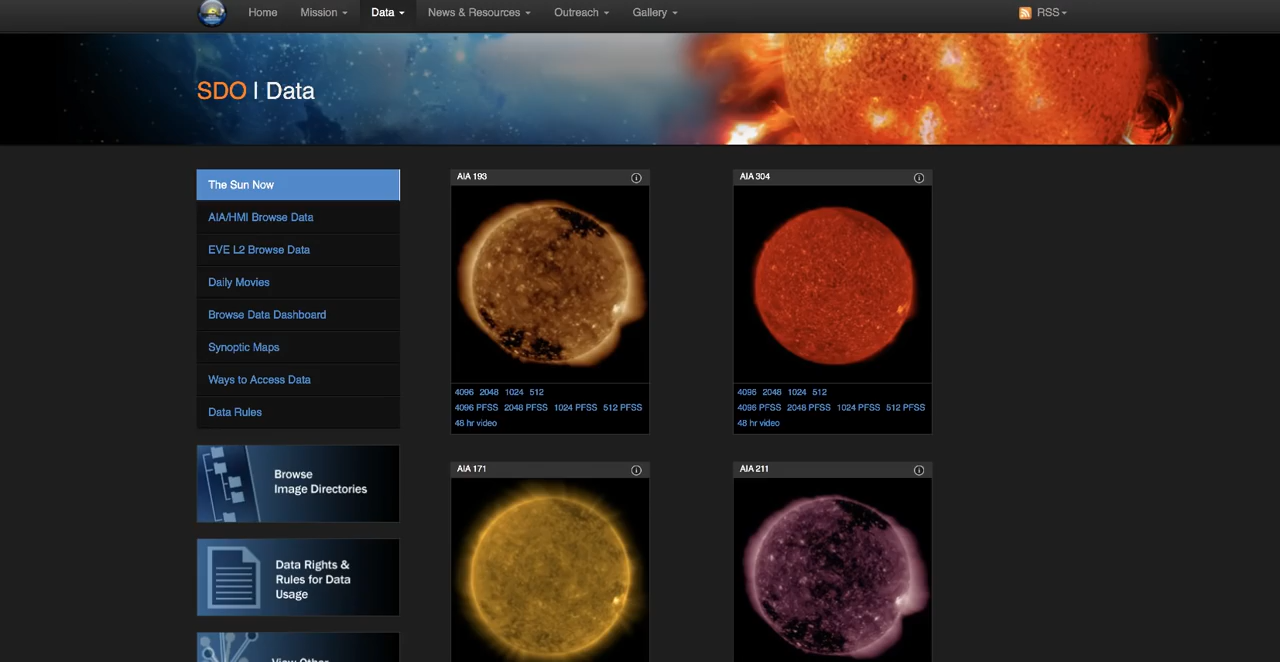 Home Mission Data News & Resources Outreach Gallery RSS
SDO | Data
The Sun Now
AIA/HMI Browse Data
EVE L2 Browse Data
Daily Movies
Browse Data Dashboard
Synoptic Maps
Ways to Access Data
Data Rules
Browse
Image Directories
Data Rights &
Rules for Data
Usage
View Other
AIA 193
4096 2048 1024 512
4096 PFSS 2048 PFSS 1024 PFSS 512 PFSS
48 hr video
AIA 304
4096 2048 1024 512
4096 PFSS 2048 PFSS 1024 PFSS 512 PFSS
48 hr video
AIA 171
AIA 211